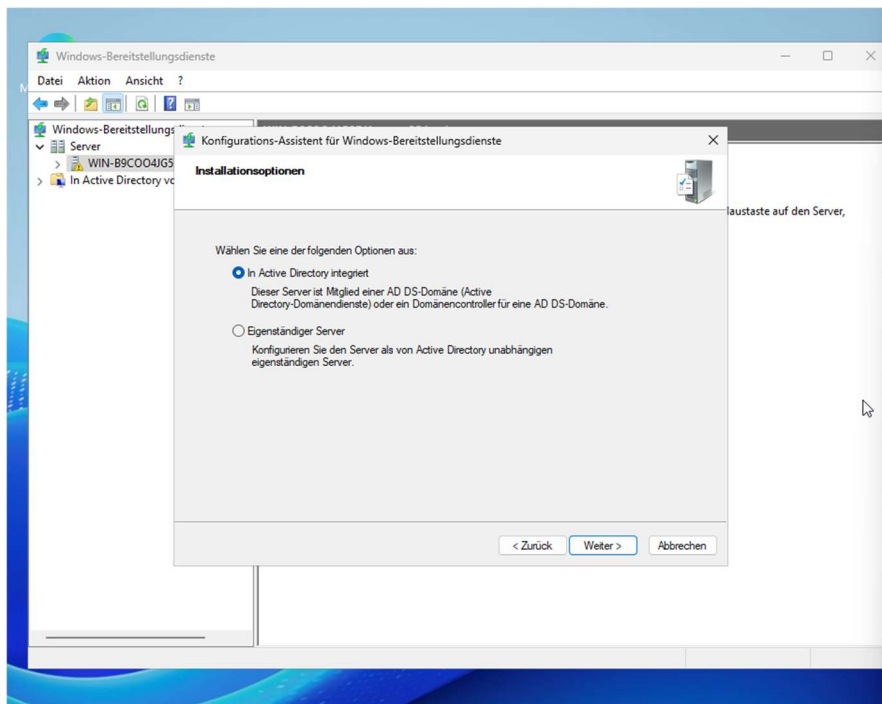 Windows-Bereitstellungsdienste
Datei Aktion Ansicht ?
Windows-Bereitstellungs
Server
WIN-B9COO4JG5
In Active Directory vo
Konfigurations-Assistent für Windows-Bereitstellungsdienste
Installationsoptionen
Maustaste auf den Server,
Wählen Sie eine der folgenden Optionen aus:
In Active Directory integriert
Dieser Server ist Mitglied einer AD DS-Domäne (Active
Directory-Domänendienste) oder ein Domänencontroller für eine AD DS-Domäne.
Eigenständiger Server
Konfigurieren Sie den Server als von Active Directory unabhängigen
eigenständigen Server.
< Zurück Weiter > Abbrechen